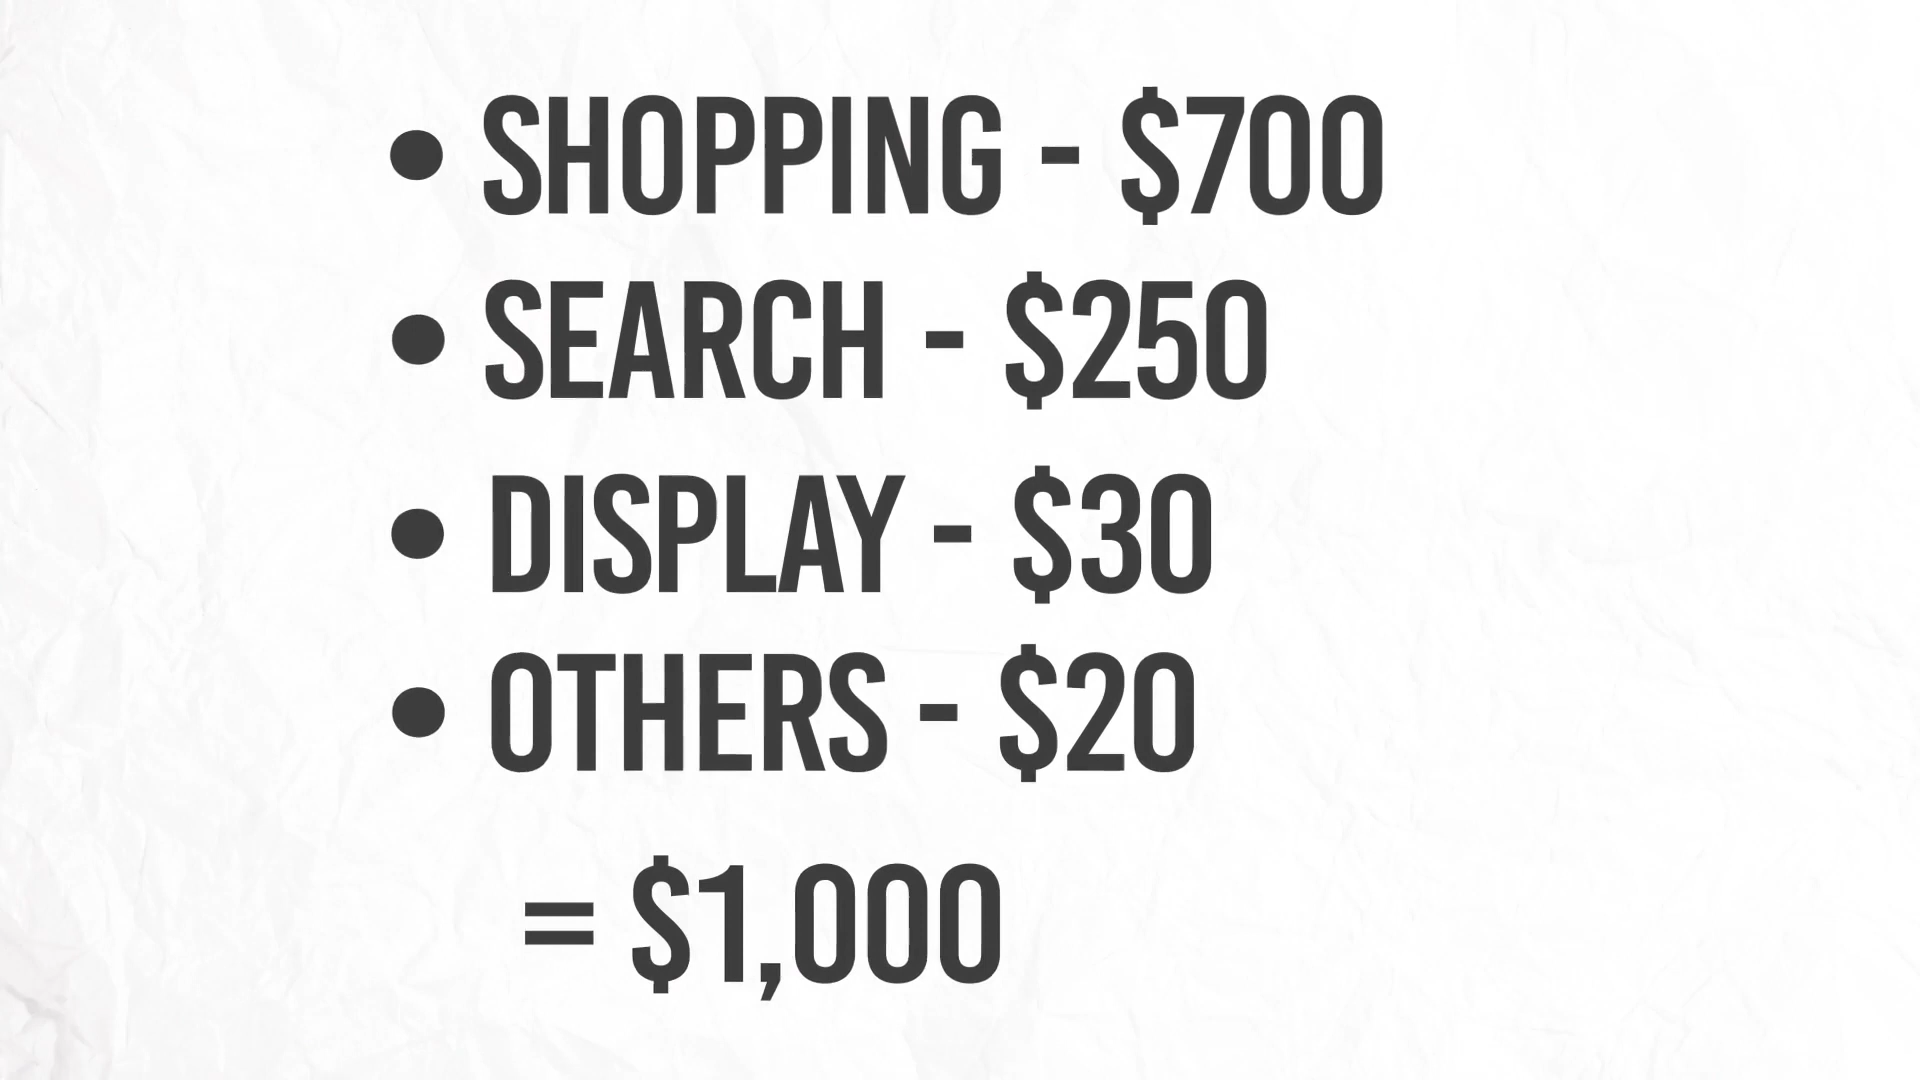 • SHOPPING - $700
• SEARCH - $250
• DISPLAY - $30
• OTHERS - $20
= $1,000